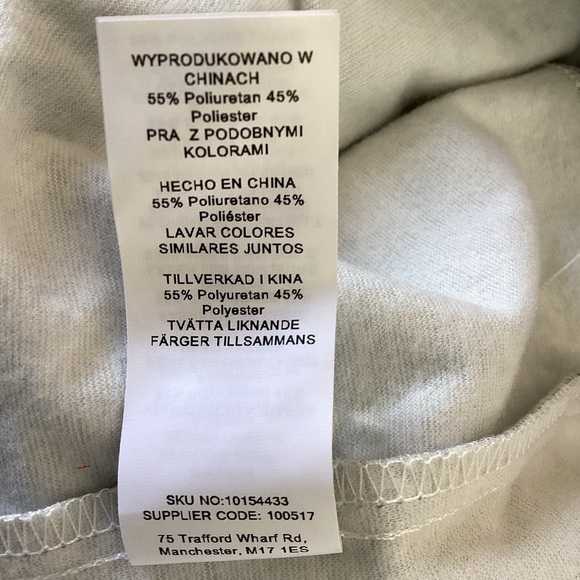 WYPRODUKOWANO W
CHINACH
55% Poliuretan 45%
Poliester
PRA Z PODOBNYMI
KOLORAMI
HECHO EN CHINA
55% Poliuretano 45%
Poliéster
LAVAR COLORES
SIMILARES JUNTOS
TILLVERKAD I KINA
55% Polyuretan 45%
Polyester
TVÄTTA LIKNANDE
FÄRGER TILLSAMMANS
SKU NO:10154433
SUPPLIER CODE: 100517
75 Trafford Wharf Rd,
Manchester, M17 1ES